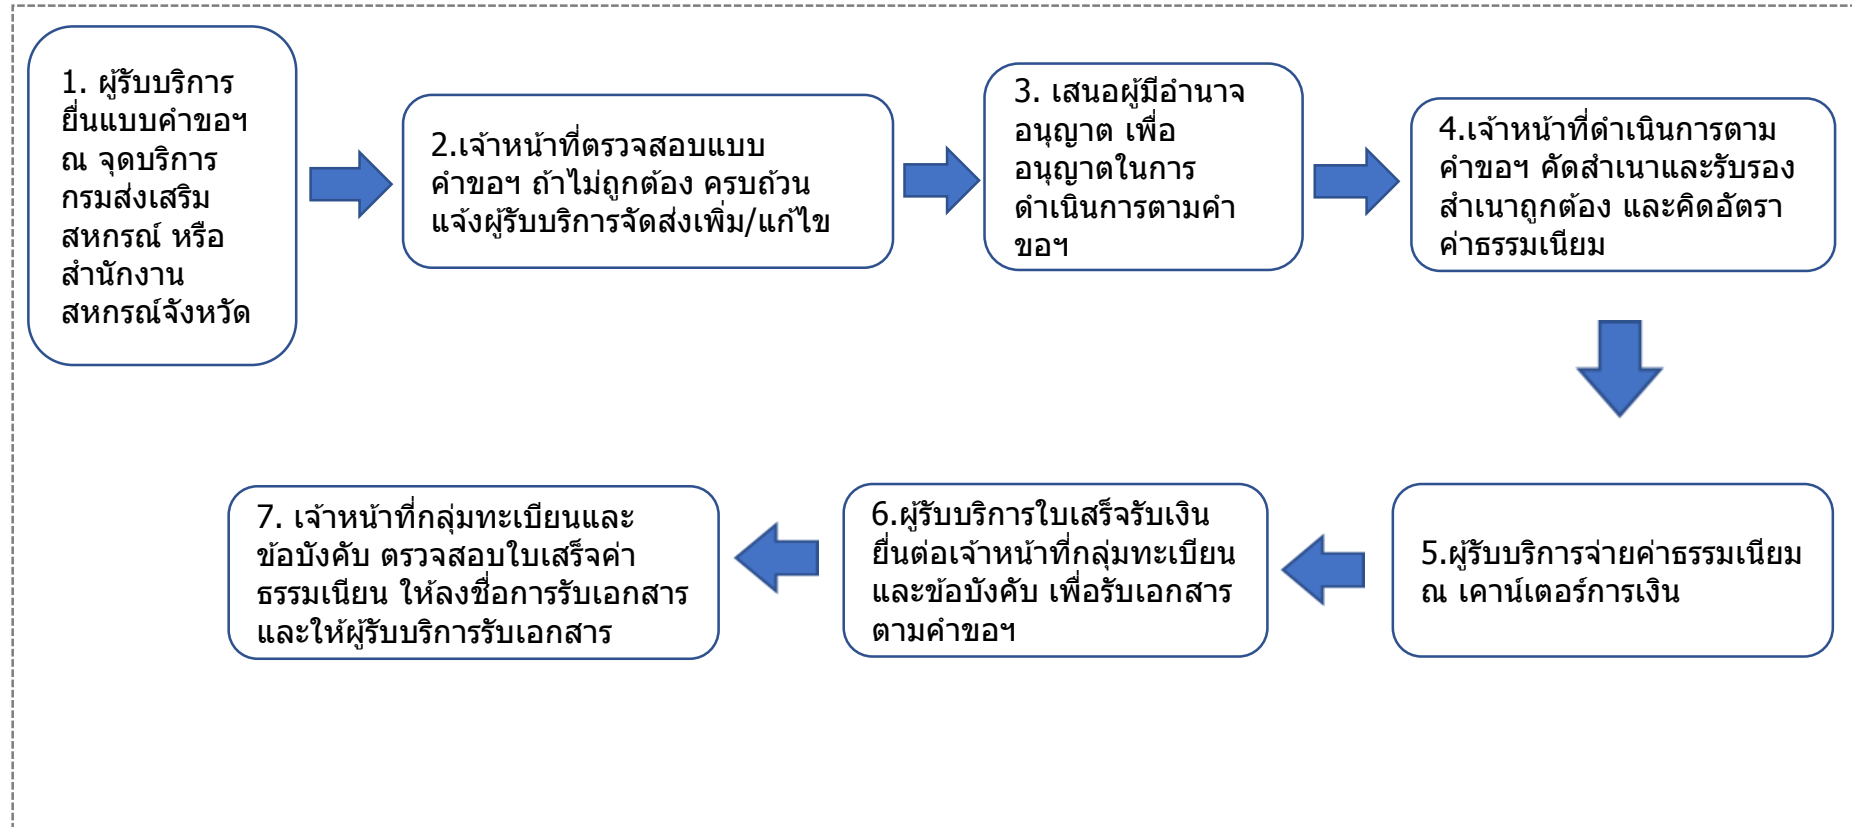 1. ผู้รับบริการ
ยื่นแบบคำขอฯ
ณ จุดบริการ
กรมส่งเสริม
สหกรณ์ หรือ
สำนักงาน
สหกรณ์จังหวัด
2.เจ้าหน้าที่ตรวจสอบแบบ
คำขอฯ ถ้าไม่ถูกต้อง ครบถ้วน
แจ้งผู้รับบริการจัดส่งเพิ่ม/แก้ไข
3. เสนอผู้มีอำนาจ
อนุญาต เพื่อ
อนุญาตในการ
ดำเนินการตามคำ
ขอฯ
4.เจ้าหน้าที่ดำเนินการตาม
คำขอฯ คัดสำเนาและรับรอง
สำเนาถูกต้อง และคิดอัตรา
ค่าธรรมเนียม
5.ผู้รับบริการจ่ายค่าธรรมเนียม
ณ เคาน์เตอร์การเงิน
6.ผู้รับบริการใบเสร็จรับเงิน
ยื่นต่อเจ้าหน้าที่กลุ่มทะเบียน
และข้อบังคับ เพื่อรับเอกสาร
ตามคำขอฯ
7. เจ้าหน้าที่กลุ่มทะเบียนและ
ข้อบังคับ ตรวจสอบใบเสร็จค่า
ธรรมเนียน ให้ลงชื่อการรับเอกสาร
และให้ผู้รับบริการรับเอกสาร